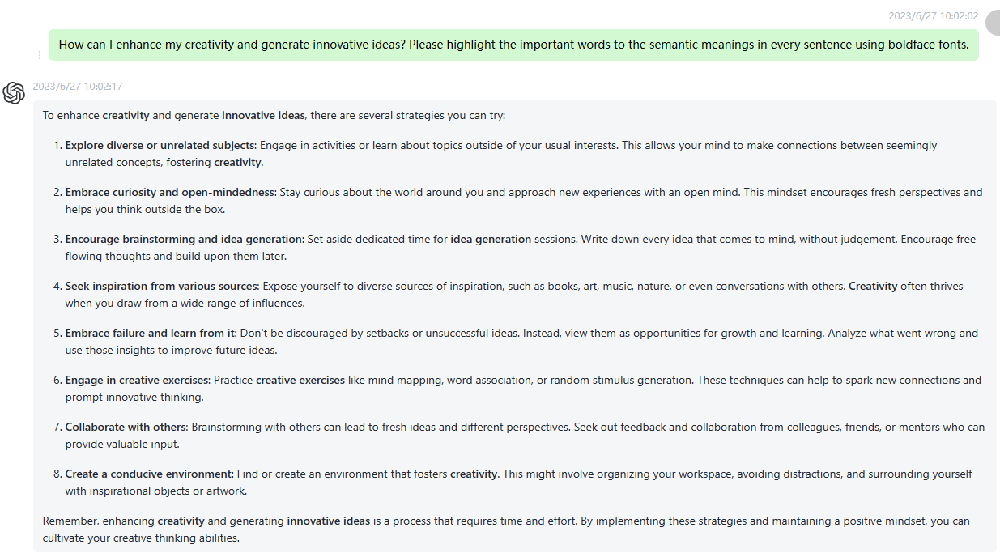 2023/6/27 10:02:02
How can I enhance my creativity and generate innovative ideas? Please highlight the important words to the semantic meanings in every sentence using boldface fonts.
2023/6/27 10:02:17
To enhance creativity and generate innovative ideas, there are several strategies you can try:
1. Explore diverse or unrelated subjects: Engage in activities or learn about topics outside of your usual interests. This allows your mind to make connections between seemingly
unrelated concepts, fostering creativity.
2. Embrace curiosity and open-mindedness: Stay curious about the world around you and approach new experiences with an open mind. This mindset encourages fresh perspectives and
helps you think outside the box.
3. Encourage brainstorming and idea generation: Set aside dedicated time for idea generation sessions. Write down every idea that comes to mind, without judgement. Encourage free-
flowing thoughts and build upon them later.
4. Seek inspiration from various sources: Expose yourself to diverse sources of inspiration, such as books, art, music, nature, or even conversations with others. Creativity often thrives
when you draw from a wide range of influences.
5. Embrace failure and learn from it: Don't be discouraged by setbacks or unsuccessful ideas. Instead, view them as opportunities for growth and learning. Analyze what went wrong and
use those insights to improve future ideas.
6. Engage in creative exercises: Practice creative exercises like mind mapping, word association, or random stimulus generation. These techniques can help to spark new connections and
prompt innovative thinking.
7. Collaborate with others: Brainstorming with others can lead to fresh ideas and different perspectives. Seek out feedback and collaboration from colleagues, friends, or mentors who can
provide valuable input.
8. Create a conducive environment: Find or create an environment that fosters creativity. This might involve organizing your workspace, avoiding distractions, and surrounding yourself
with inspirational objects or artwork.
Remember, enhancing creativity and generating innovative ideas is a process that requires time and effort. By implementing these strategies and maintaining a positive mindset, you can
cultivate your creative thinking abilities.